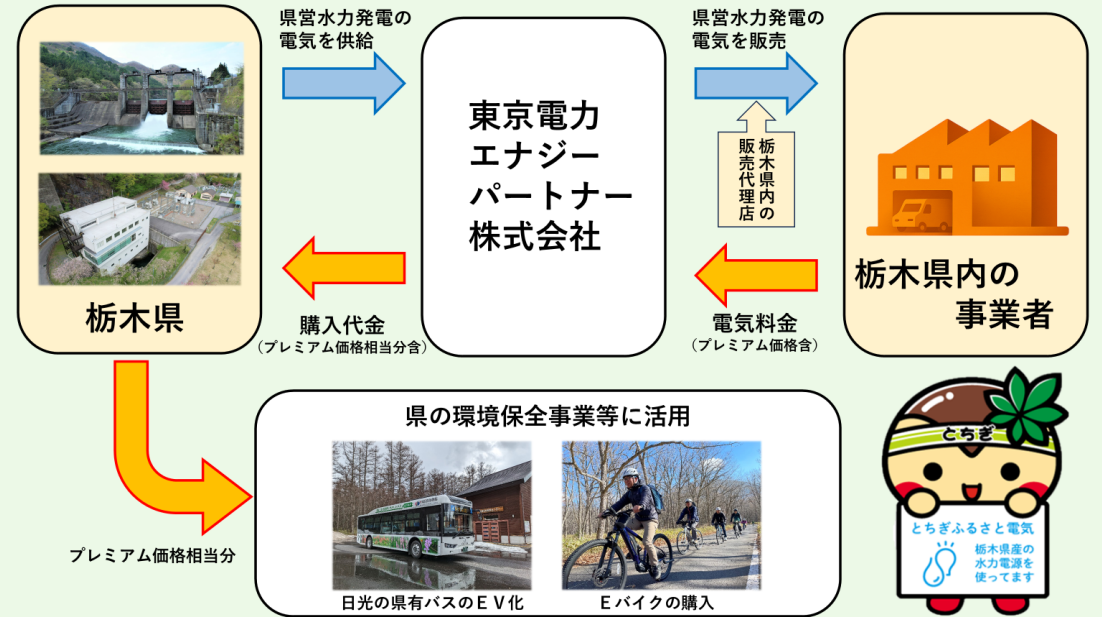 県営水力発電の
電気を供給
県営水力発電の
電気を販売
東京電力
エナジー
パートナー
株式会社
栃木県内の
販売代理店
栃木県
購入代金
（プレミアム価格相当分含）
電気料金
（プレミアム価格含）
栃木県内の
事業者
県の環境保全事業等に活用
プレミアム価格相当分
日光の県有バスのＥＶ化
Ｅバイクの購入
とちぎ
とちぎふるさと電気
栃木県産の
水力電源を
使ってます